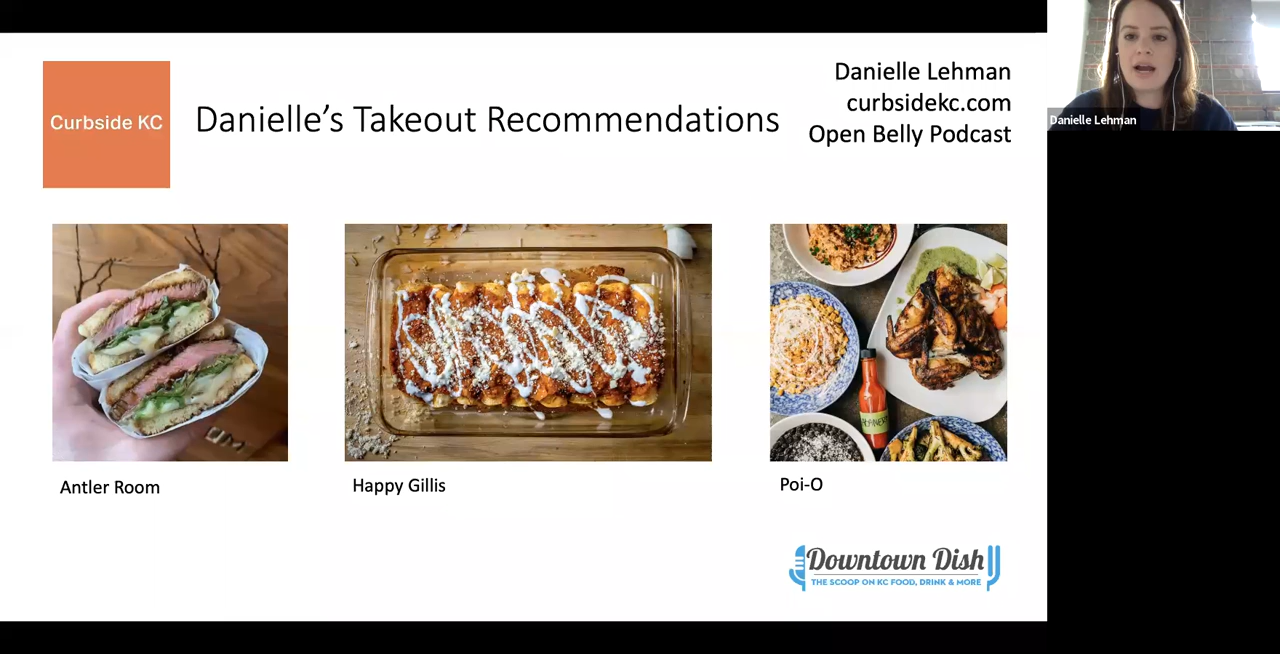 Curbside KC
Danielle's Takeout Recommendations
Danielle Lehman
curbsidekc.com
Open Belly Podcast
Danielle Lehman
Antler Room
Happy Gillis
Poi-O
Downtown Dish
THE SCOOP ON KC FOOD, DRINK & MORE